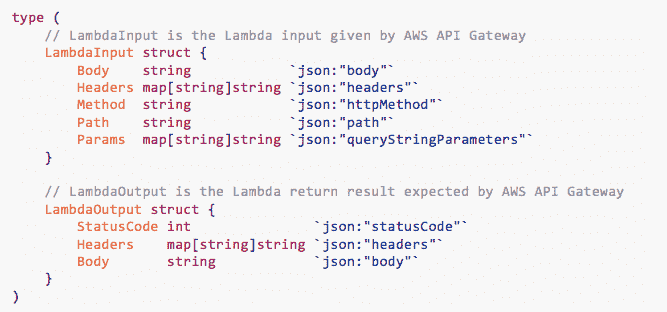 type (
    // LambdaInput is the Lambda input given by AWS API Gateway
    LambdaInput struct {
        Body    string            `json:"body"`
        Headers map[string]string `json:"headers"`
        Method  string            `json:"httpMethod"`
        Path    string            `json:"path"`
        Params  map[string]string `json:"queryStringParameters"`
    }

    // LambdaOutput is the Lambda return result expected by AWS API Gateway
    LambdaOutput struct {
        StatusCode int               `json:"statusCode"`
        Headers    map[string]string `json:"headers"`
        Body       string            `json:"body"`
    }
)